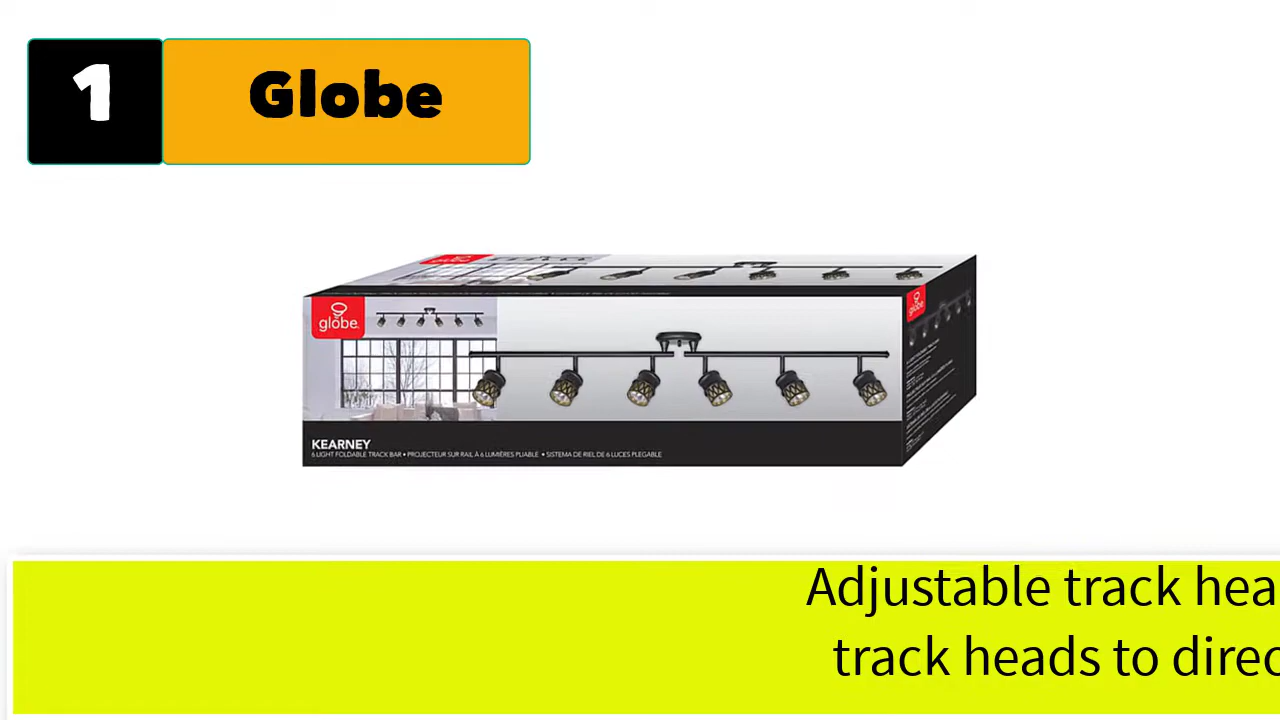 1 Globe
globe
KEARNEY
6 LIGHT FOLDABLE TRACK BAR • PROJECTEUR SUR RAIL À 6 LUMIÈRES PLIABLE • SISTEMA DE RIEL DE 6 LUCES PLEGABLE
globe
Adjustable track hea
track heads to direc